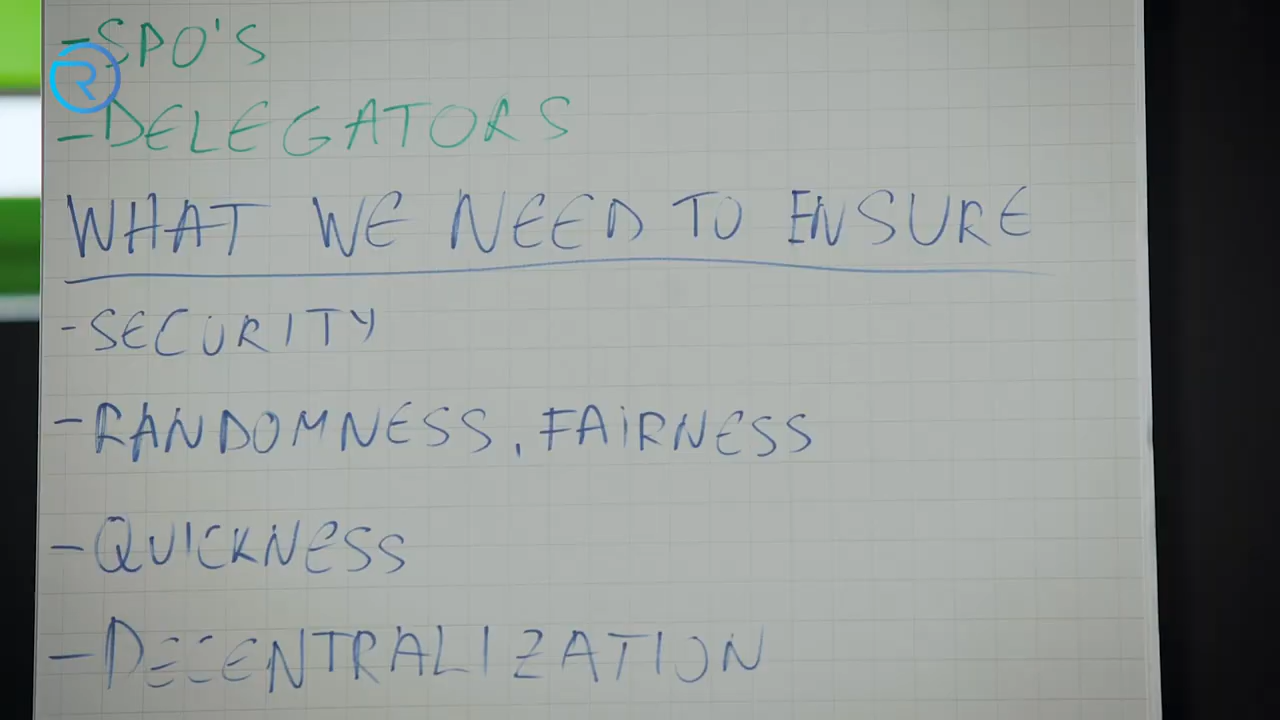 -SPO'S
-DELEGATORS
WHAT WE NEED TO ENSURE
-SECURITY
-RANDOMNESS, FAIRNESS
-QUICKNESS
-DECENTRALIZATION